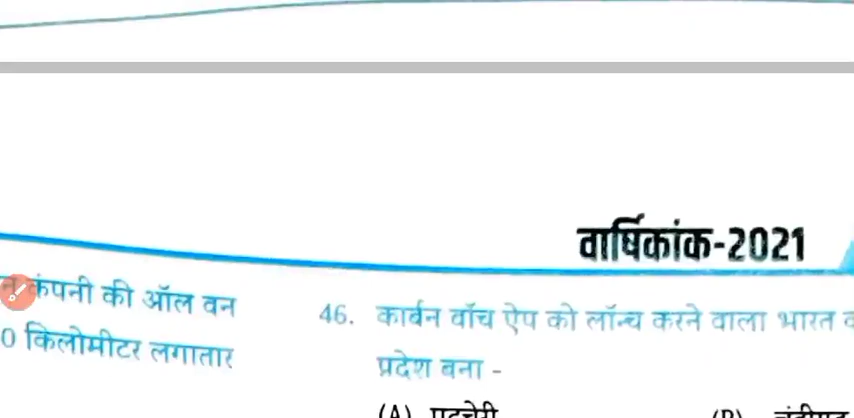 वार्षिकांक-2021
कंपनी की ऑल वन
0 किलोमीटर लगातार
46. कार्बन वॉच ऐप को लॉन्च करने वाला भारत
प्रदेश बना -